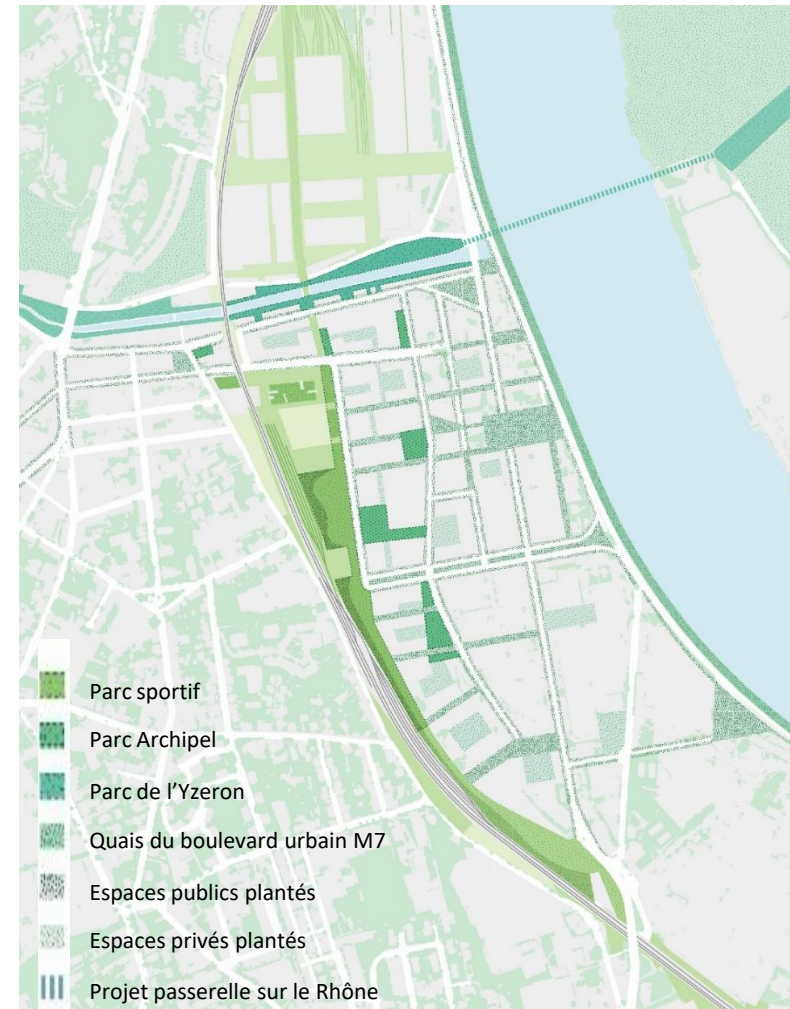 Parc sportif
Parc Archipel
Parc de l’Yzeron
Quais du boulevard urbain M7
Espaces publics plantés
Espaces privés plantés
Projet passerelle sur le Rhône